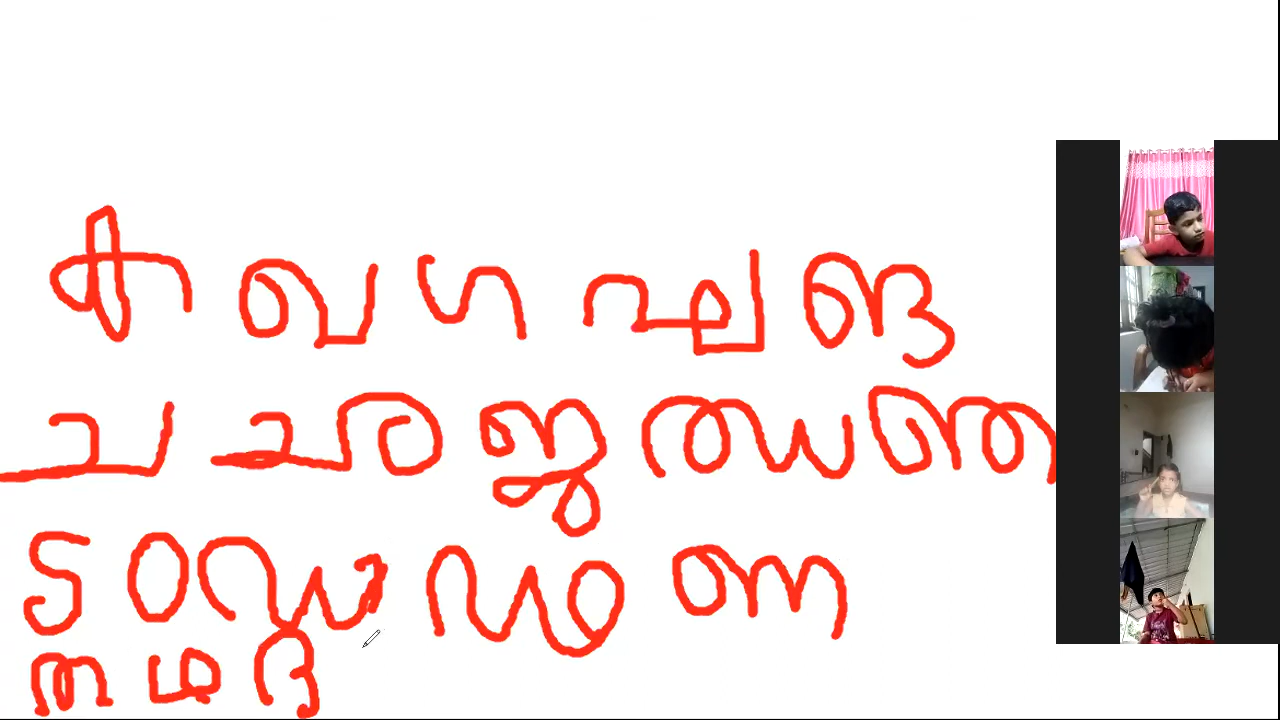 ക ഖ ഗ ഘ ങ
ച ഛ ജ ഝ ഞ
ട ഠ ഡ ഢ ണ
ത ഥ ദ